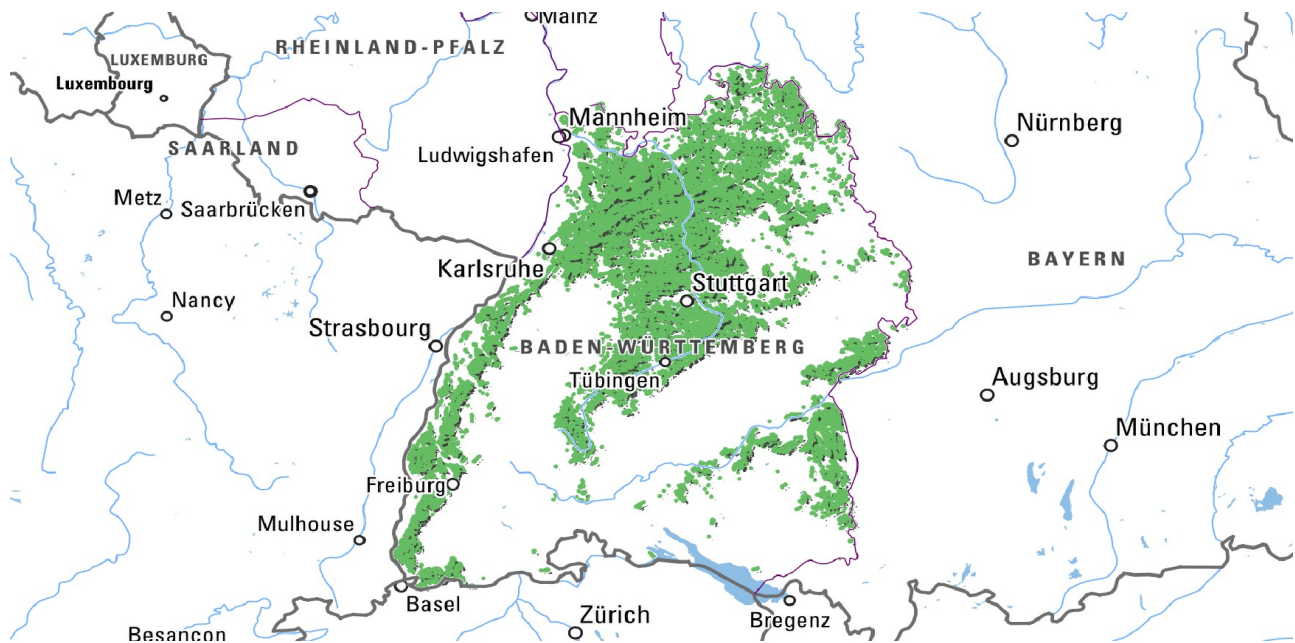 Mainz
RHEINLAND-PFALZ
LUXEMBURG
Luxembourg
Mannheim
Nürnberg
SAARLAND
Ludwigshafen
Metz
Saarbrücken
Karlsruhe
BAYERN
Stuttgart
Nancy
Strasbourg
BADEN-WÜRTTEMBERG
Tübingen
Augsburg
München
Freiburg
Mulhouse
Basel
Zürich
Bregenz
Besançon